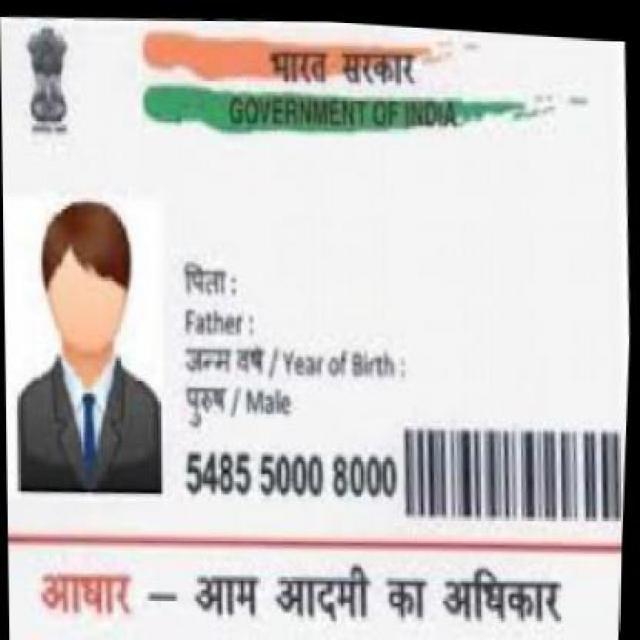 भारत सरकार
GOVERNMENT OF INDIA
पिता :
Father :
जन्म वर्ष / Year of Birth :
पुरुष / Male
5485 5000 8000
आधार – आम आदमी का अधिकार